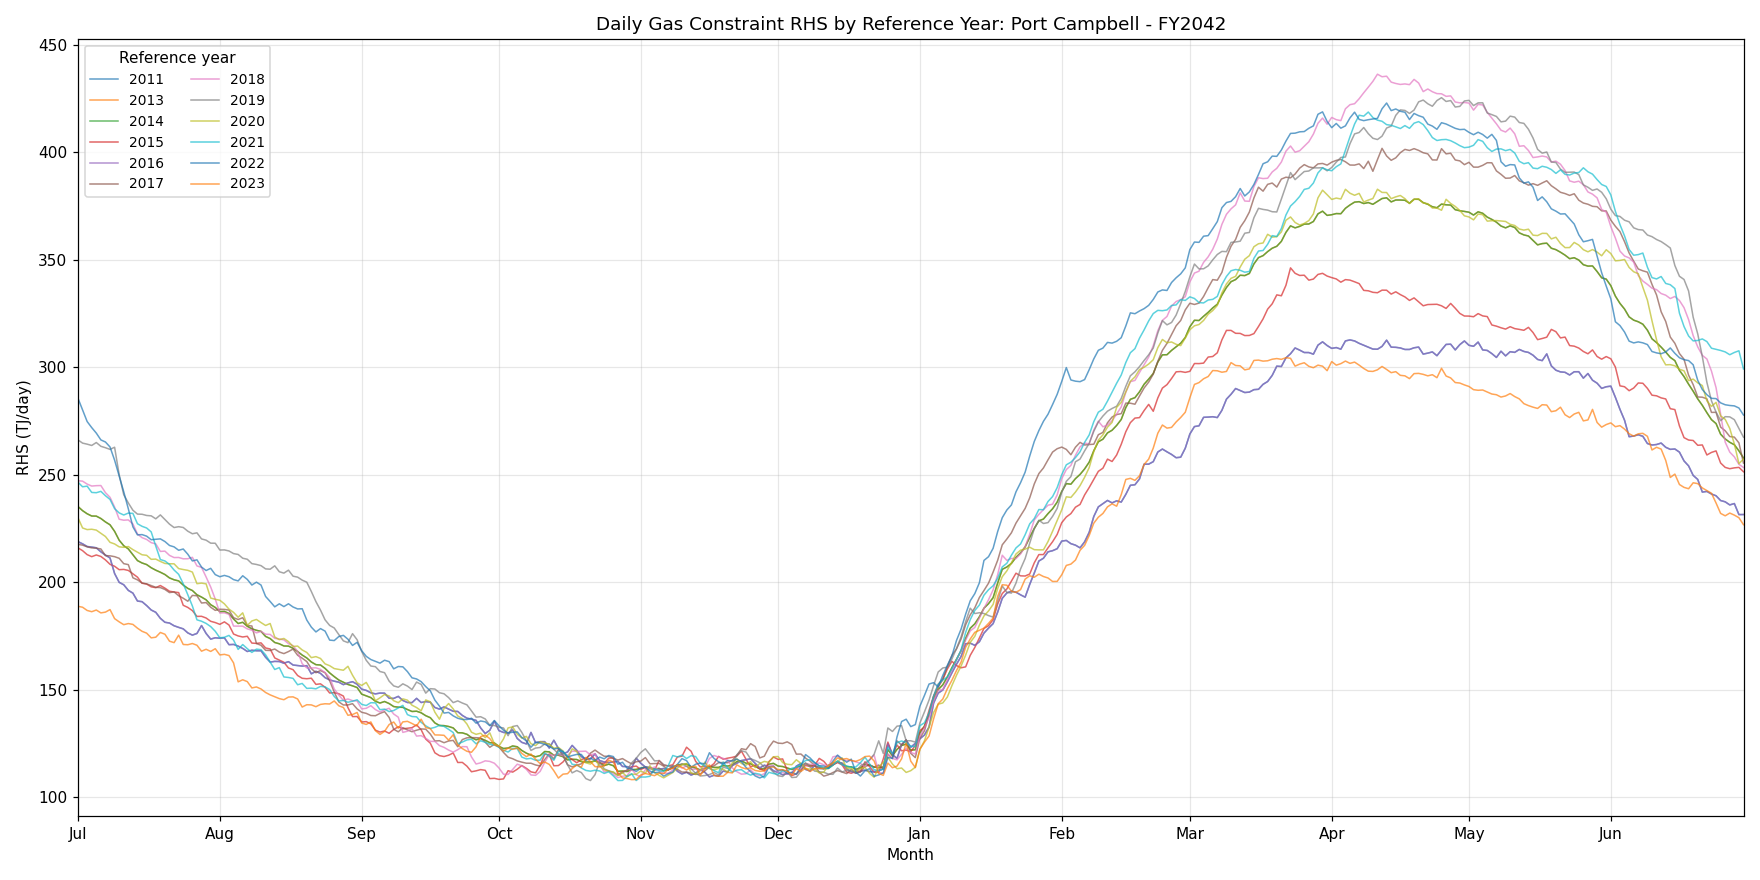 Daily Gas Constraint RHS by Reference Year: Port Campbell - FY2042
Reference year
2011 2018
2013 2019
2014 2020
2015 2021
2016 2022
2017 2023
450
400
350
300
250
200
150
100
RHS (TJ/day)
Jul Aug Sep Oct Nov Dec Jan Feb Mar Apr May Jun
Month